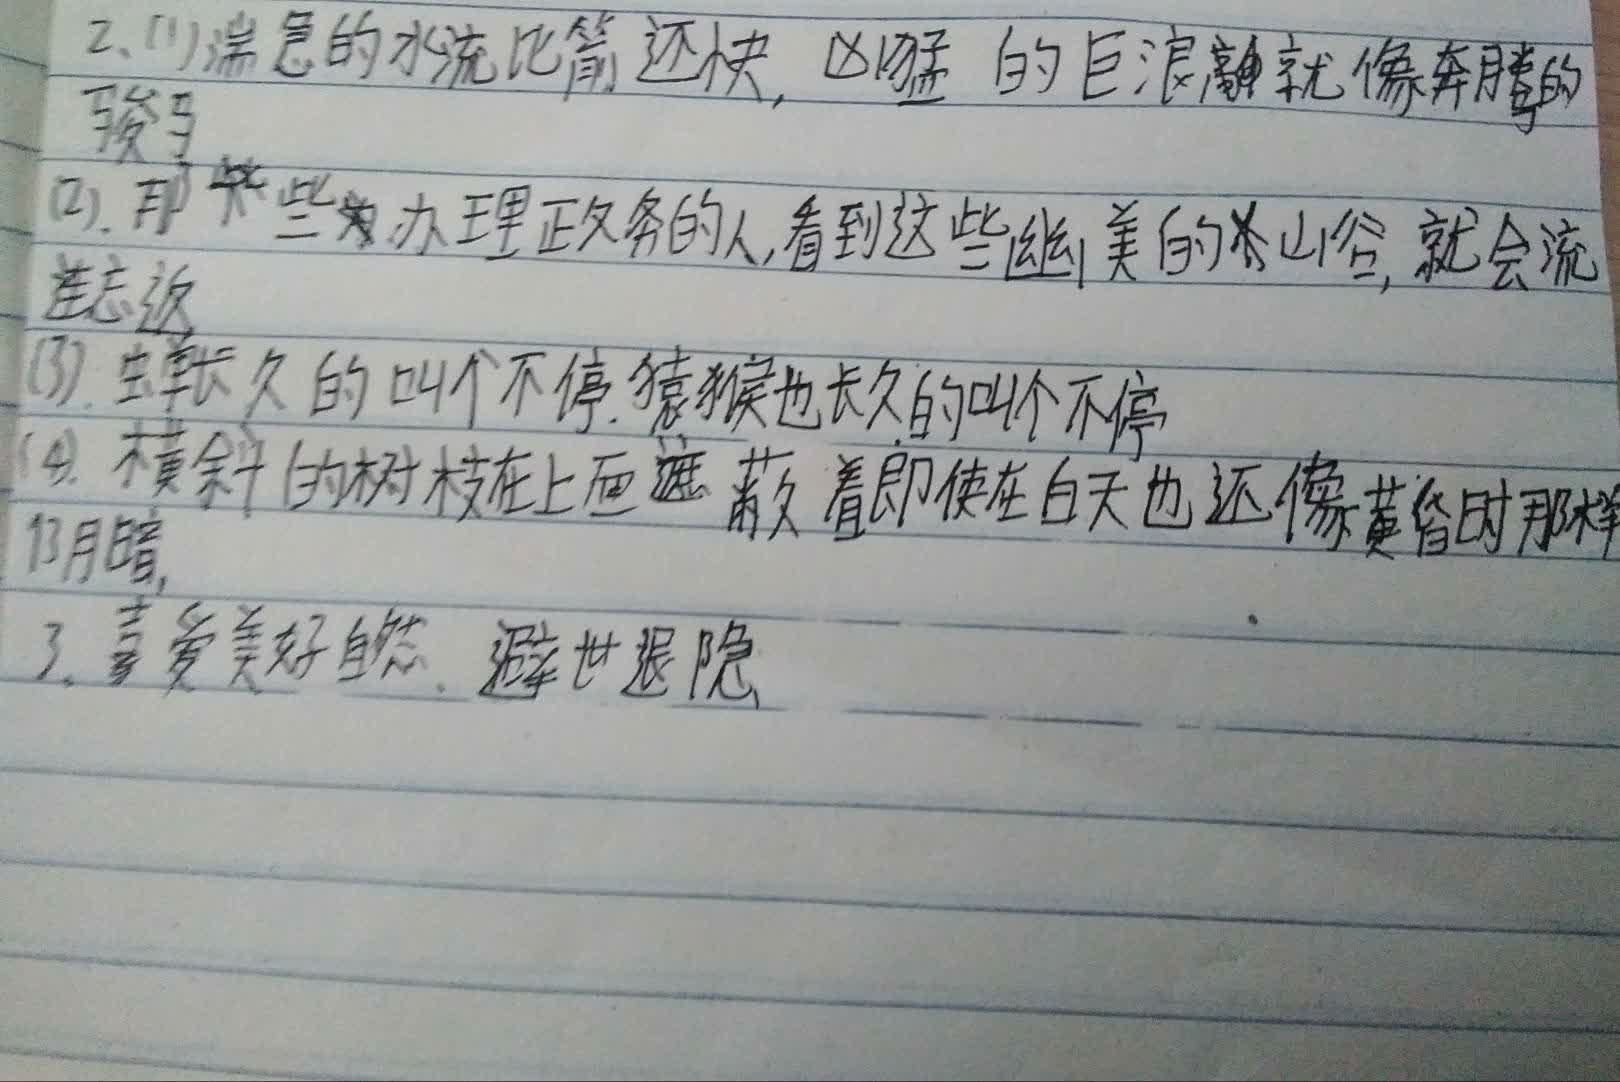 2、(1)湍急的水流比箭还快,凶猛的巨浪就像奔腾的
骏马
(2).那些办理政务的人,看到这些幽美的山谷,就会流
连忘返
(3).蝉长久的叫个不停.猿猴也长久的叫个不停
(4).横斜的树枝在上面遮蔽着即使在白天也还像黄昏时那样
阴暗,
3、喜爱美好自然、避世退隐